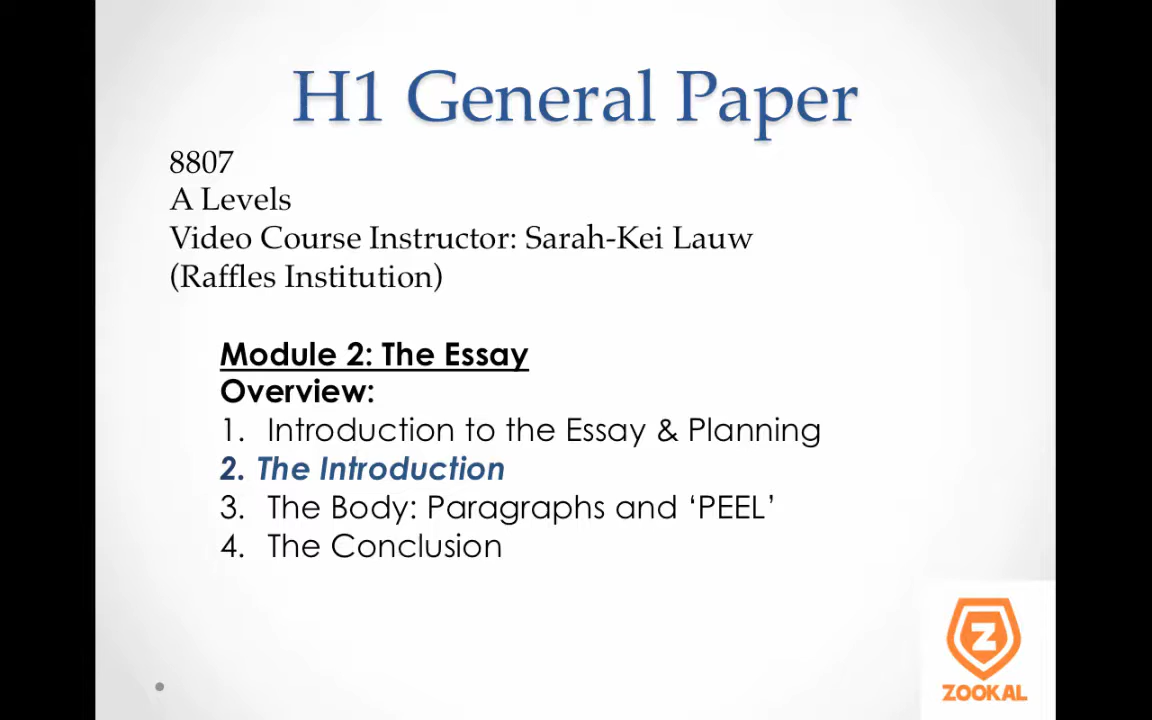 H1 General Paper
8807
A Levels
Video Course Instructor: Sarah-Kei Lauw
(Raffles Institution)
Module 2: The Essay
Overview:
1. Introduction to the Essay & Planning
2. The Introduction
3. The Body: Paragraphs and ‘PEEL’
4. The Conclusion
Z
ZOOKAL